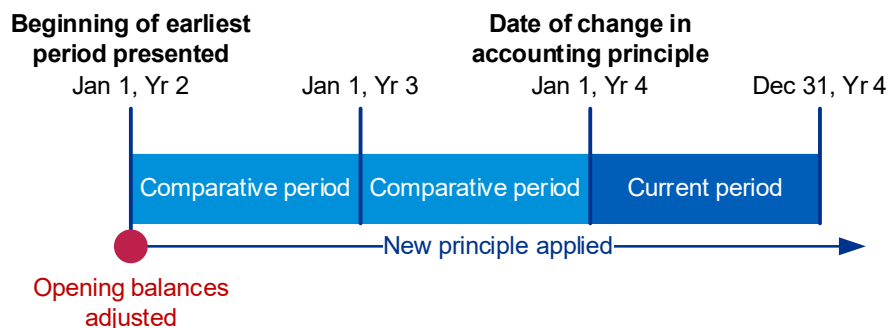 Beginning of earliest
period presented
Date of change in
accounting principle
Jan 1, Yr 2
Jan 1, Yr 3
Jan 1, Yr 4
Dec 31, Yr 4
Comparative period
Comparative period
Current period
New principle applied
Opening balances
adjusted